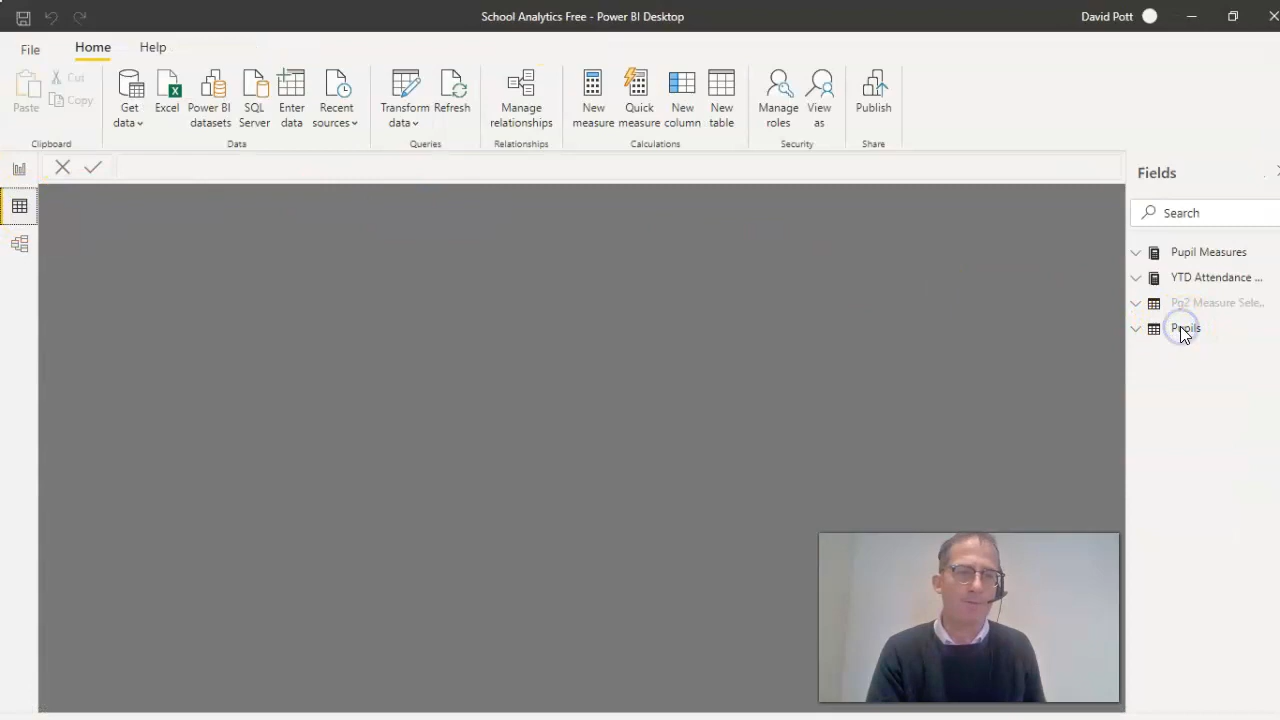 School Analytics Free - Power BI Desktop
David Pott
File
Home
Help
Paste
Cut
Copy
Clipboard
Get data
Excel
Power BI datasets
SQL Server
Enter data
Recent sources
Data
Transform data
Refresh
Queries
Manage relationships
Relationships
New measure
Quick measure
New column
New table
Calculations
Manage roles
View as
Security
Publish
Share
Fields
Search
Pupil Measures
YTD Attendance ...
Pg2 Measure Sele...
Pupils